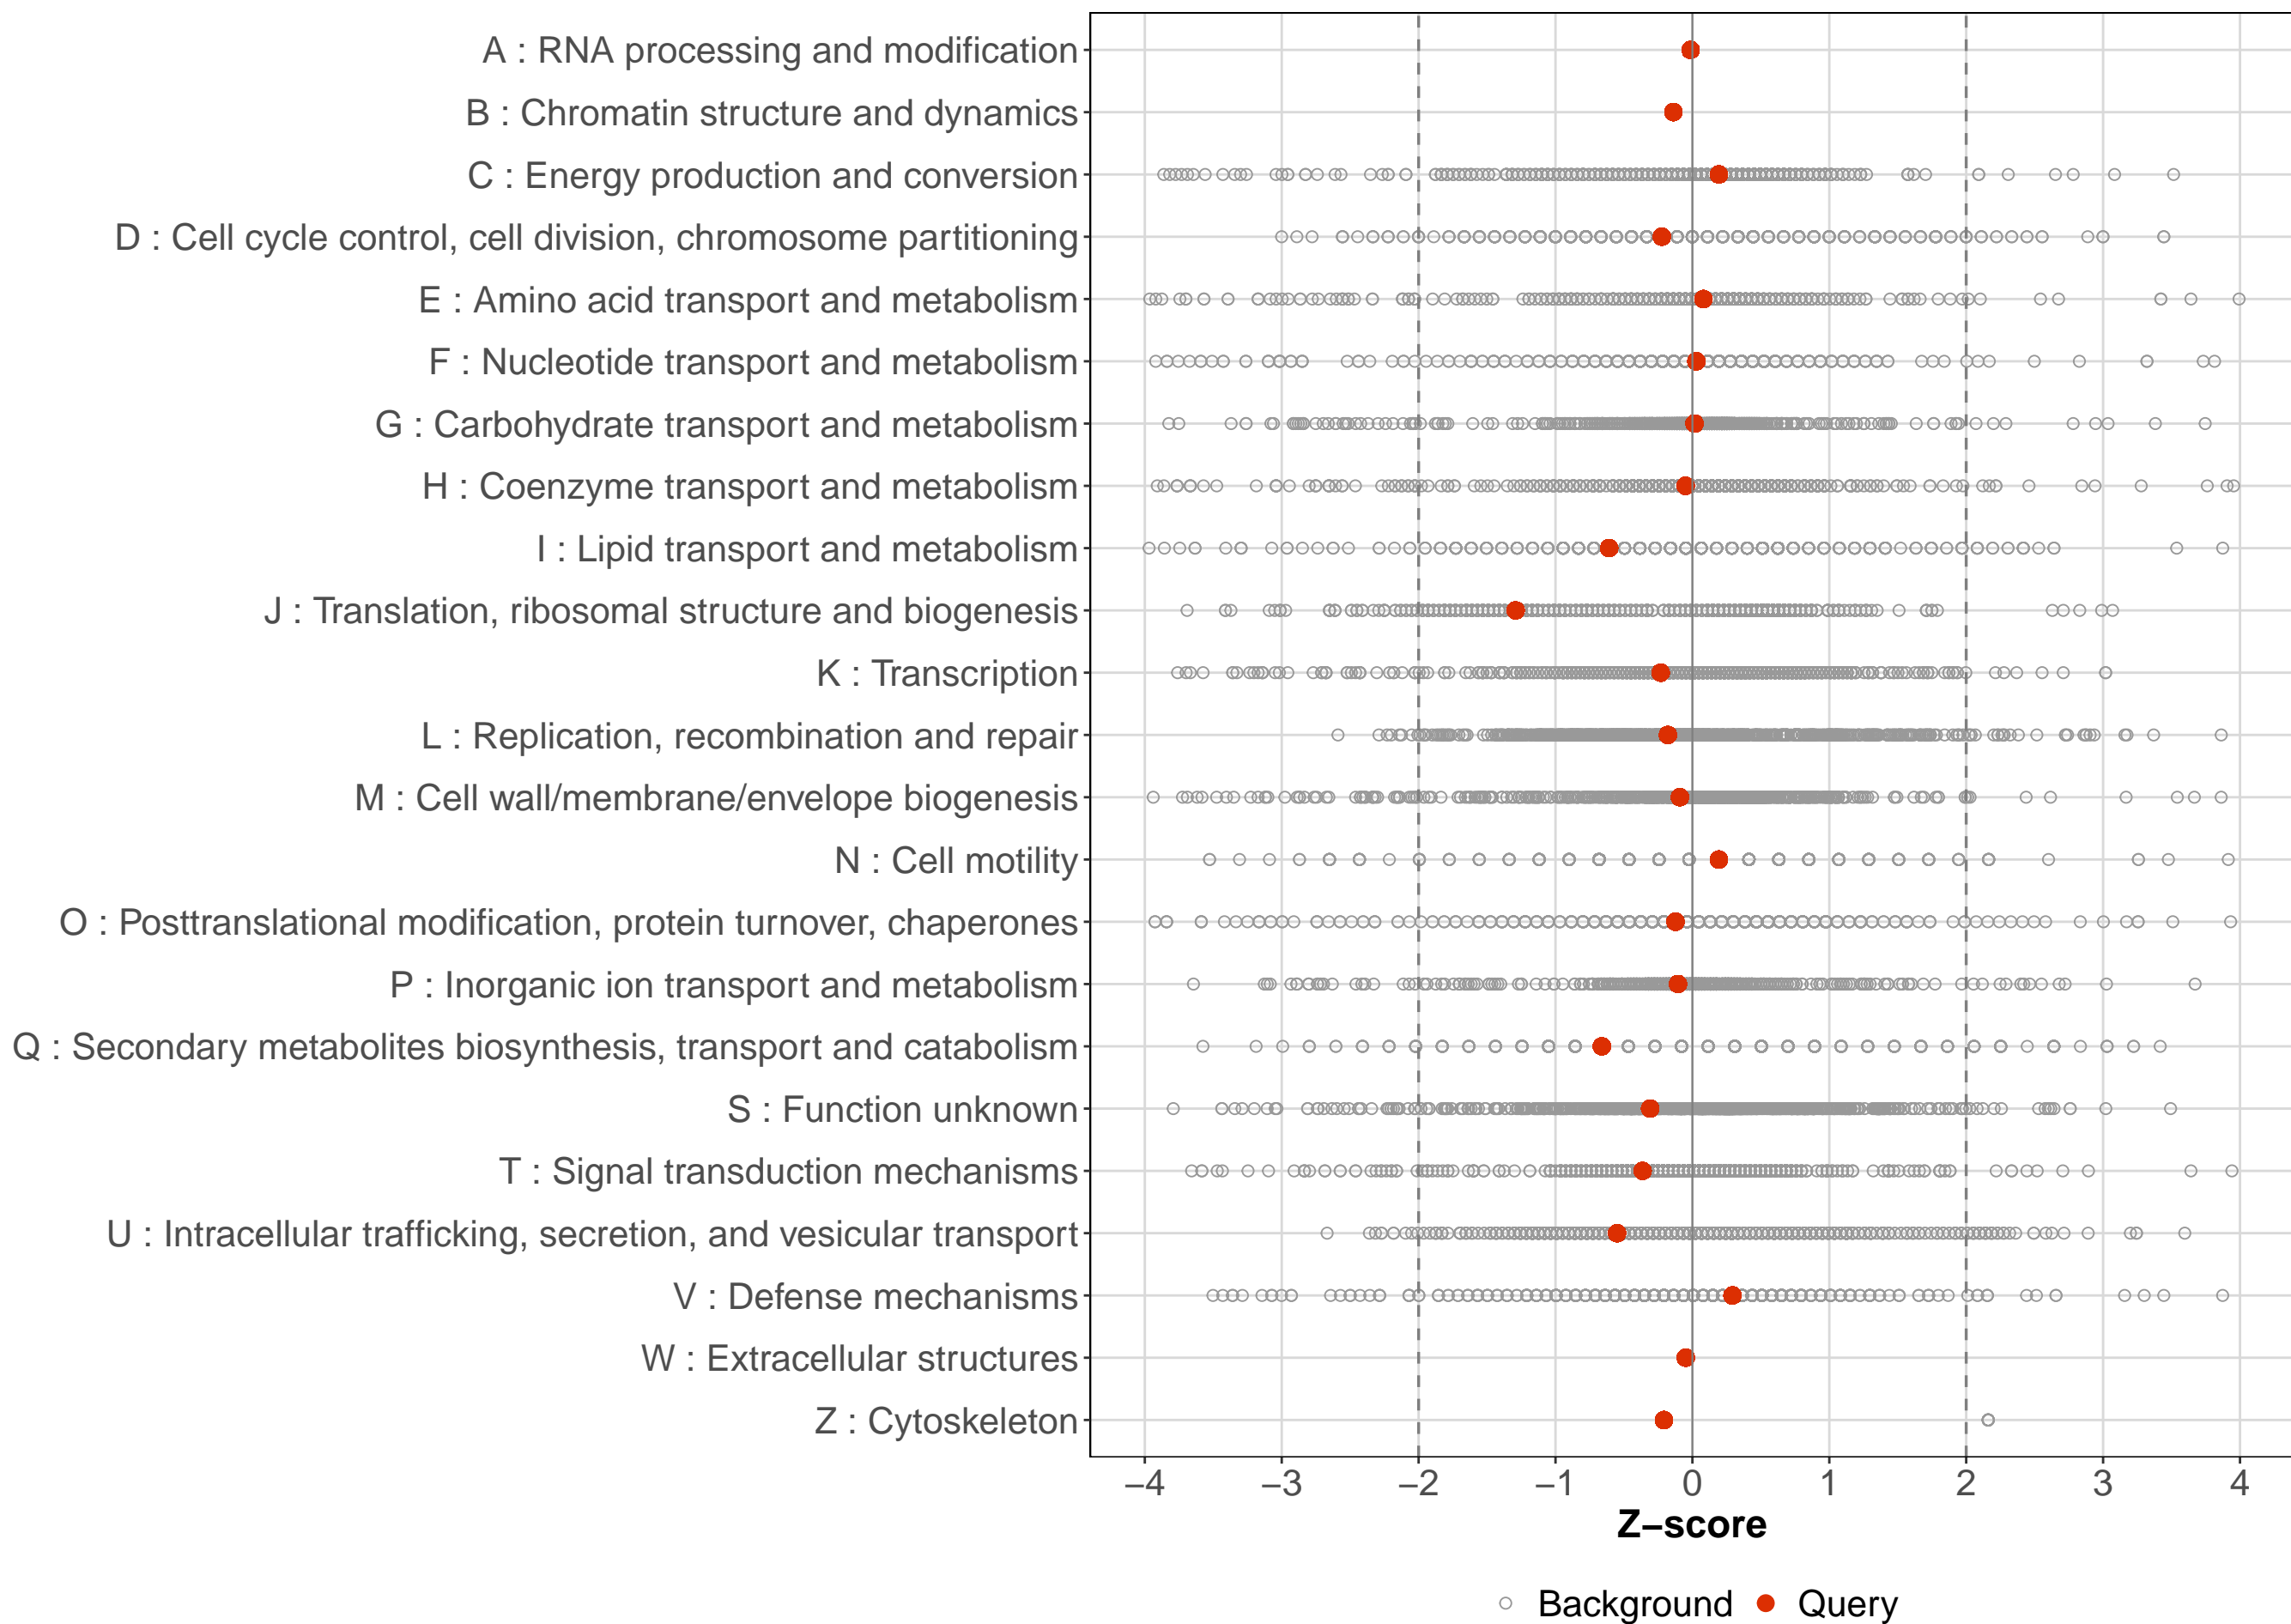 A : RNA processing and modification
B : Chromatin structure and dynamics
C : Energy production and conversion
D : Cell cycle control, cell division, chromosome partitioning
E : Amino acid transport and metabolism
F : Nucleotide transport and metabolism
G : Carbohydrate transport and metabolism
H : Coenzyme transport and metabolism
I : Lipid transport and metabolism
J : Translation, ribosomal structure and biogenesis
K : Transcription
L : Replication, recombination and repair
M : Cell wall/membrane/envelope biogenesis
N : Cell motility
O : Posttranslational modification, protein turnover, chaperones
P : Inorganic ion transport and metabolism
Q : Secondary metabolites biosynthesis, transport and catabolism
S : Function unknown
T : Signal transduction mechanisms
U : Intracellular trafficking, secretion, and vesicular transport
V : Defense mechanisms
W : Extracellular structures
Z : Cytoskeleton
−4 −3 −2 −1 0 1 2 3 4
Z−score
Background Query